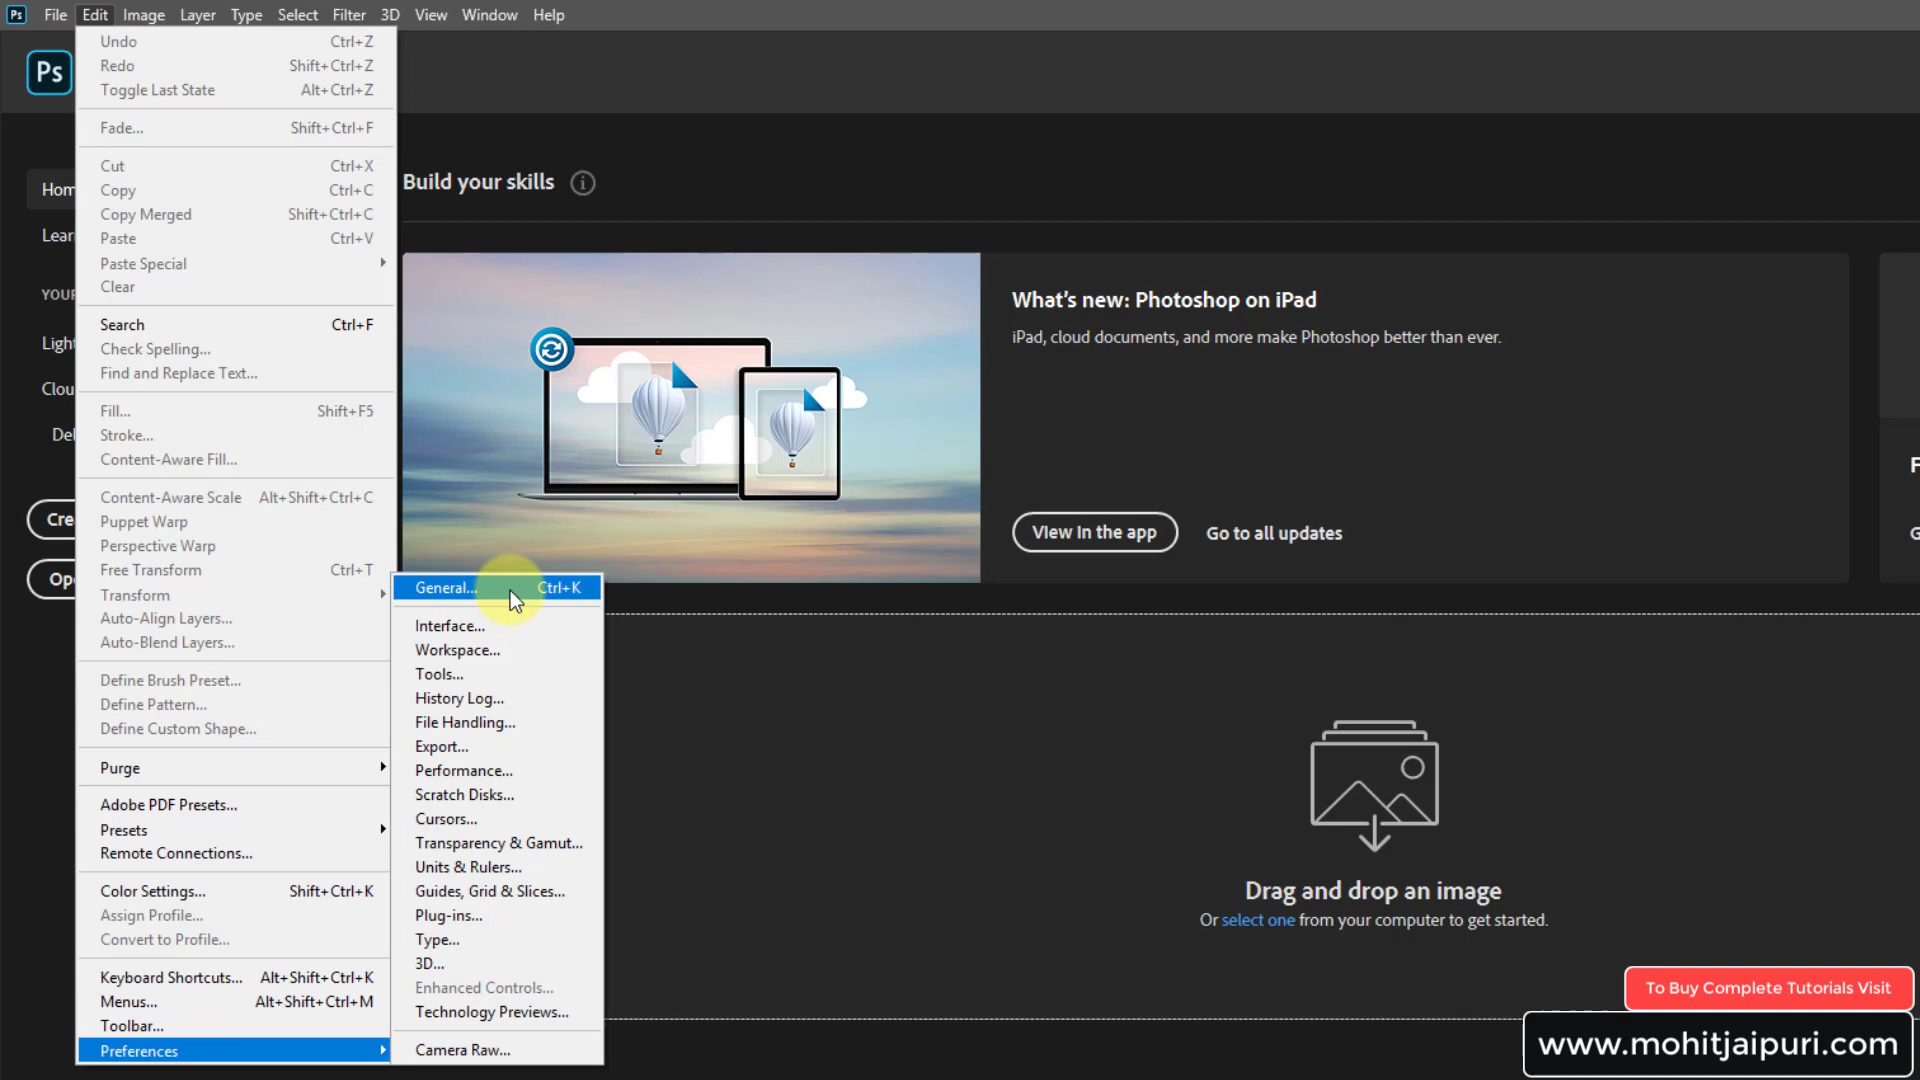 Ps File Edit Image Layer Type Select Filter 3D View Window Help
Ps
Undo Ctrl+Z
Redo Shift+Ctrl+Z
Toggle Last State Alt+Ctrl+Z
Fade... Shift+Ctrl+F
Cut Ctrl+X
Copy Ctrl+C
Copy Merged Shift+Ctrl+C
Paste Ctrl+V
Paste Special
Clear
Search Ctrl+F
Check Spelling...
Find and Replace Text...
Fill... Shift+F5
Stroke...
Content-Aware Fill...
Content-Aware Scale Alt+Shift+Ctrl+C
Puppet Warp
Perspective Warp
Free Transform Ctrl+T
Transform
Auto-Align Layers...
Auto-Blend Layers...
Define Brush Preset...
Define Pattern...
Define Custom Shape...
Purge
Adobe PDF Presets...
Presets
Remote Connections...
Color Settings... Shift+Ctrl+K
Assign Profile...
Convert to Profile...
Keyboard Shortcuts... Alt+Shift+Ctrl+K
Menus... Alt+Shift+Ctrl+M
Toolbar...
Preferences
General... Ctrl+K
Interface...
Workspace...
Tools...
History Log...
File Handling...
Export...
Performance...
Scratch Disks...
Cursors...
Transparency & Gamut...
Units & Rulers...
Guides, Grid & Slices...
Plug-ins...
Type...
3D...
Enhanced Controls...
Technology Previews...
Camera Raw...
Build your skills
What's new: Photoshop on iPad
iPad, cloud documents, and more make Photoshop better than ever.
View in the app Go to all updates
Drag and drop an image
Or select one from your computer to get started.
To Buy Complete Tutorials Visit
www.mohitjaipuri.com